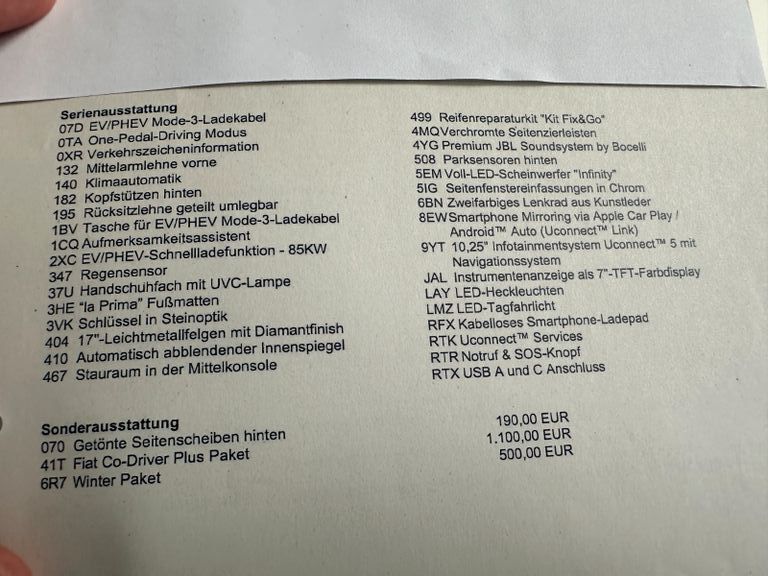 Serienausstattung
07D EV/PHEV Mode-3-Ladekabel
0TA One-Pedal-Driving Modus
0XR Verkehrszeicheninformation
132 Mittelarmlehne vorne
140 Klimaautomatik
182 Kopfstützen hinten
195 Rücksitzlehne geteilt umlegbar
1BV Tasche für EV/PHEV Mode-3-Ladekabel
1CQ Aufmerksamkeitsassistent
2XC EV/PHEV-Schnellladefunktion - 85KW
347 Regensensor
37U Handschuhfach mit UVC-Lampe
3HE "la Prima" Fußmatten
3VK Schlüssel in Steinoptik
404 17"-Leichtmetallfelgen mit Diamantfinish
410 Automatisch abblendender Innenspiegel
467 Stauraum in der Mittelkonsole
499 Reifenreparaturkit "Kit Fix&Go"
4MQ Verchromte Seitenzierleisten
4YG Premium JBL Soundsystem by Bocelli
508 Parksensoren hinten
5EM Voll-LED-Scheinwerfer "Infinity"
5IG Seitenfenstereinfassungen in Chrom
6BN Zweifarbiges Lenkrad aus Kunstleder
8EW Smartphone Mirroring via Apple Car Play /
Android™ Auto (Uconnect™ Link)
9YT 10,25" Infotainmentsystem Uconnect™ 5 mit
Navigationssystem
JAL Instrumentenanzeige als 7"-TFT-Farbdisplay
LAY LED-Heckleuchten
LMZ LED-Tagfahrlicht
RFX Kabelloses Smartphone-Ladepad
RTK Uconnect™ Services
RTR Notruf & SOS-Knopf
RTX USB A und C Anschluss
Sonderausstattung
070 Getönte Seitenscheiben hinten 190,00 EUR
41T Fiat Co-Driver Plus Paket 1.100,00 EUR
6R7 Winter Paket 500,00 EUR